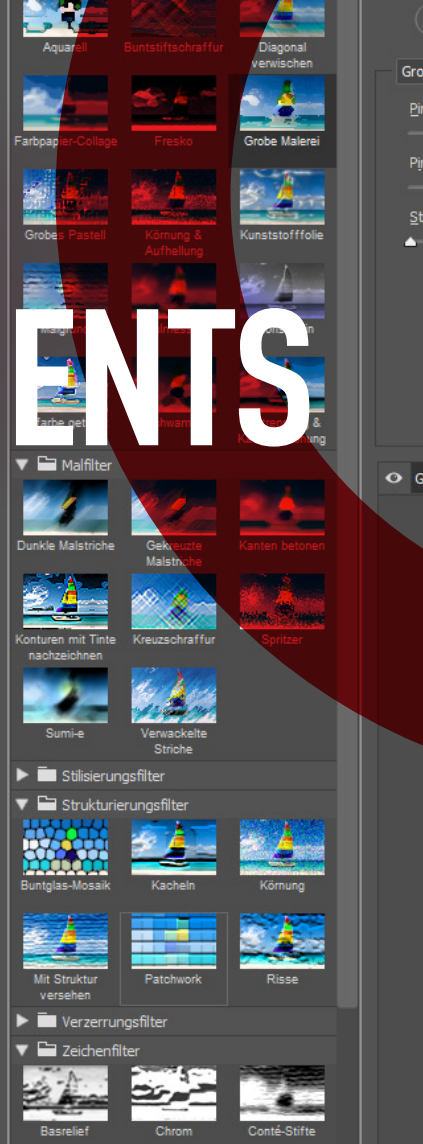 Aquarell Buntstiftschraffur Diagonal
verwischen
Farbpapier-Collage Fresko Grobe Malerei
Grobes Pastell Körnung & Kunststofffolie
Aufhellung
ENTS
Malfilter
Dunkle Malstriche Gekreuzte Kanten betonen
Malstriche
Konturen mit Tinte Kreuzschraffur Spritzer
nachzeichnen
Sumi-e Verwackelte
Striche
Stilisierungsfilter
Strukturierungsfilter
Buntglas-Mosaik Kacheln Körnung
Mit Struktur Patchwork Risse
versehen
Verzerrungsfilter
Zeichenfilter
Basrelief Chrom Conté-Stifte